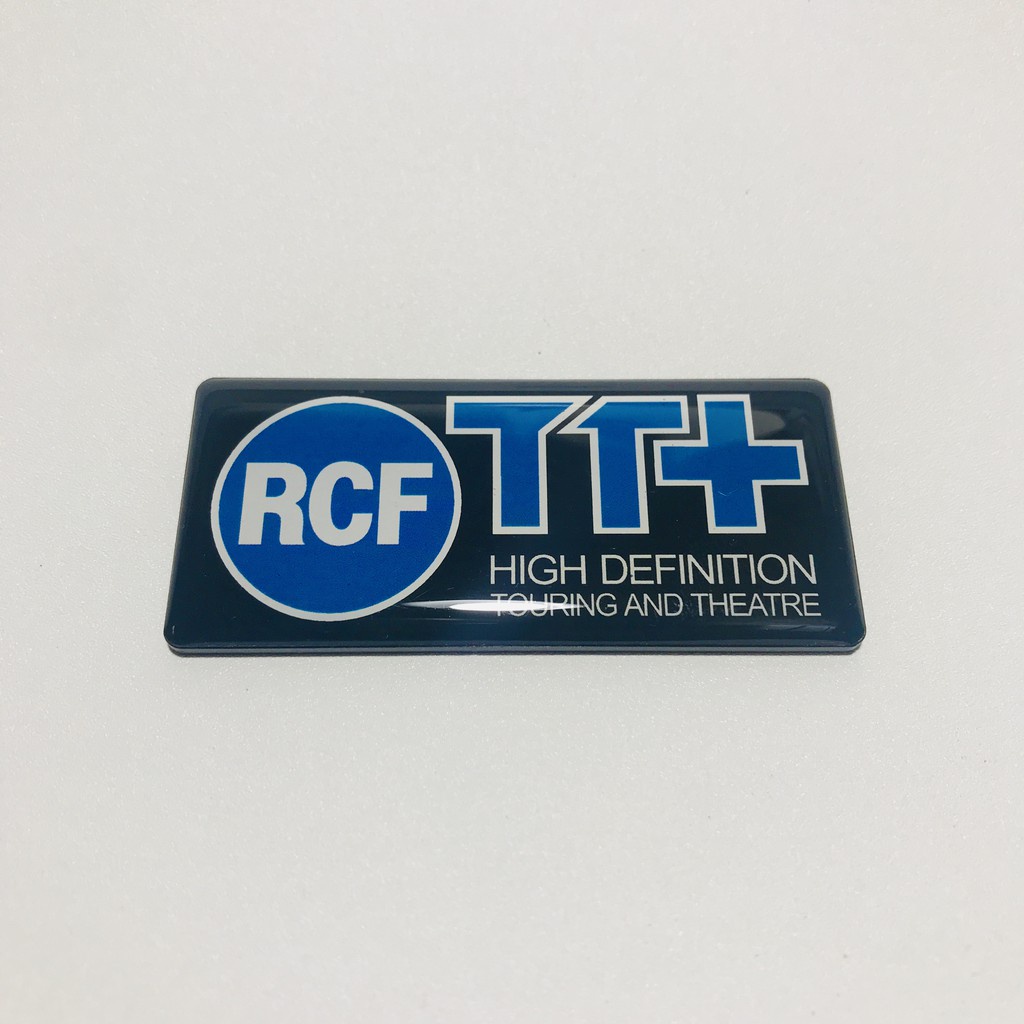 RCF
TT+
HIGH DEFINITION
TOURING AND THEATRE